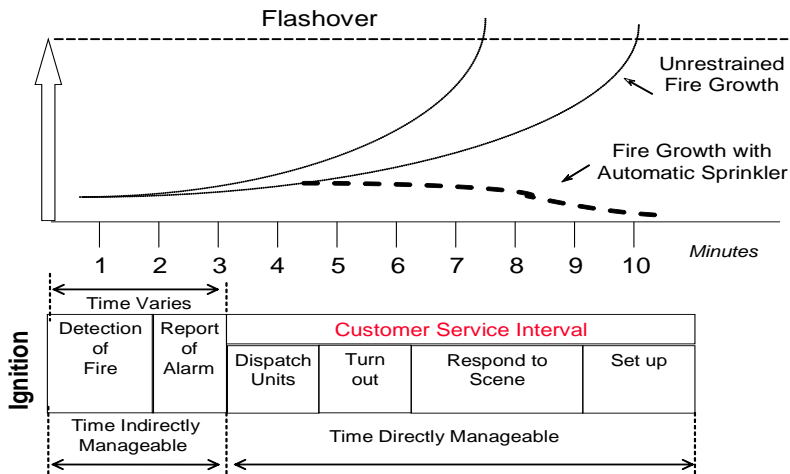 Flashover
Unrestrained
Fire Growth
Fire Growth with
Automatic Sprinkler
Minutes
1 2 3 4 5 6 7 8 9 10
Time Varies
Ignition
Detection
of
Fire
Report
of
Alarm
Customer Service Interval
Dispatch
Units
Turn
out
Respond to
Scene
Set up
Time Indirectly
Manageable
Time Directly Manageable